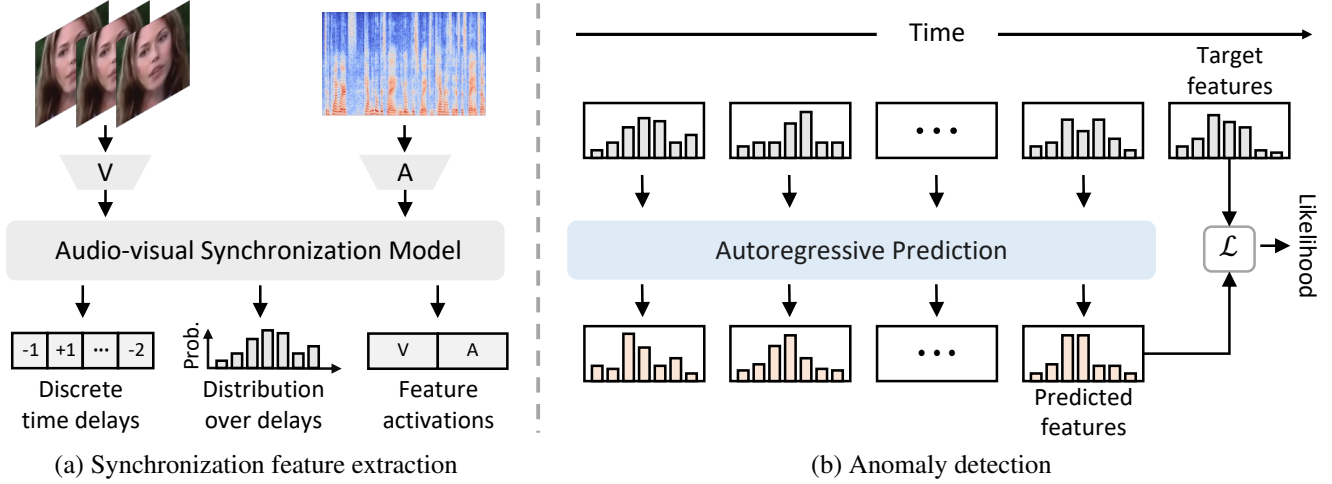 V
A
Audio-visual Synchronization Model
-1 +1 ··· -2
Prob.
V A
Discrete
time delays
Distribution
over delays
Feature
activations
(a) Synchronization feature extraction
Time
Target
features
• • •
Autoregressive Prediction
ℒ
Likelihood
• • •
Predicted
features
(b) Anomaly detection